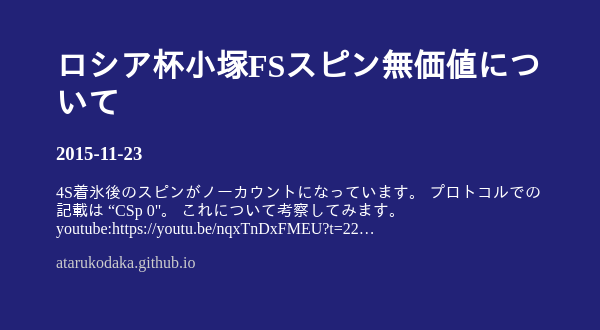 ロシア杯小塚FSスピン無価値につ
いて
2015-11-23
4S着氷後のスピンがノーカウントになっています。 プロトコルでの
記載は “CSp 0"。 これについて考察してみます。
youtube:https://youtu.be/nqxTnDxFMEU?t=22…
atarukodaka.github.io